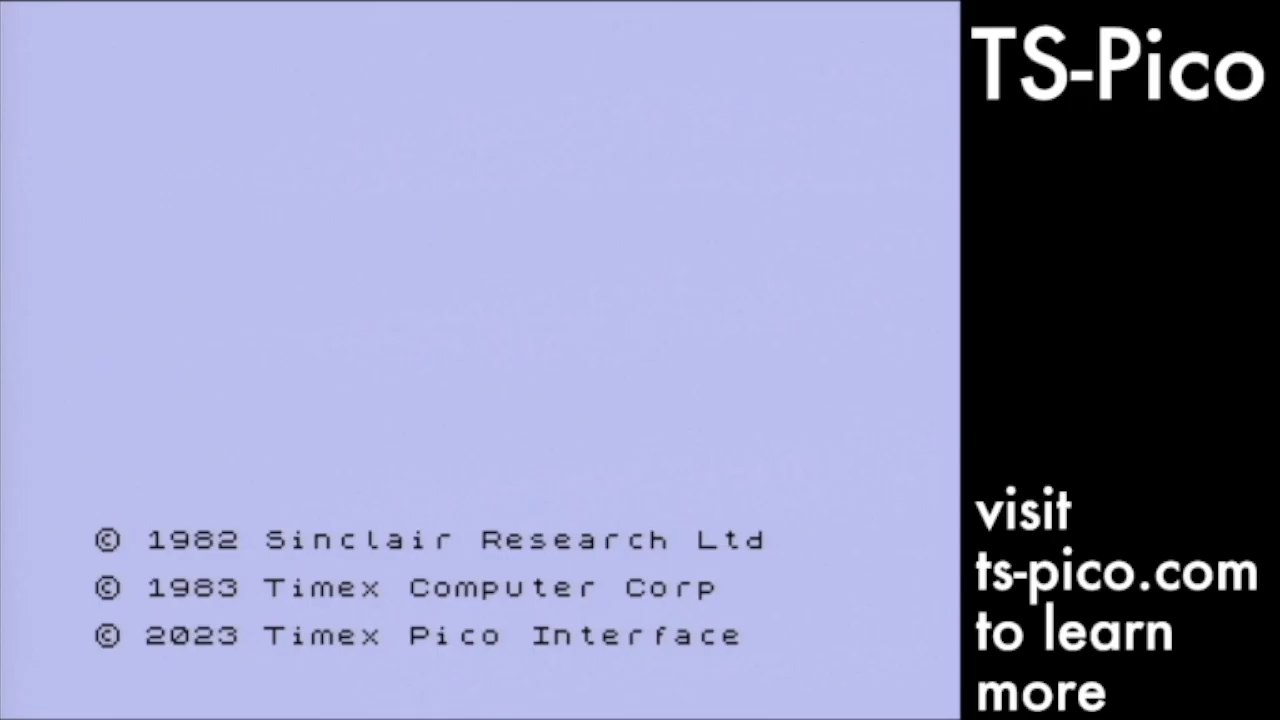 TS-Pico
© 1982 Sinclair Research Ltd
© 1983 Timex Computer Corp
© 2023 Timex Pico Interface
visit
ts-pico.com
to learn
more